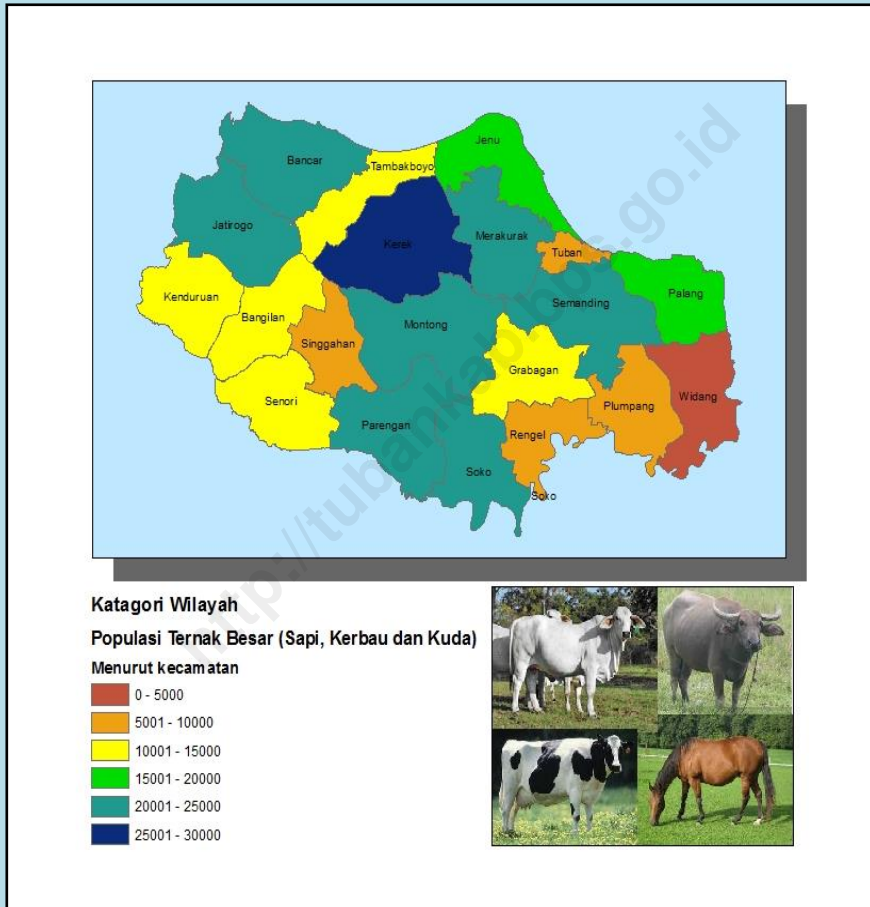 Jenu
Bancar
Tambakboyo
Jatirogo
Kerak
Merakurak
Tuban
Kenduruan
Bangilan
Semanding
Palang
Montong
Singgahan
Grabagan
Widang
Senori
Plumpang
Parengan
Rengel
Soko
Soko
http://tubankab.bps.go.id
Katagori Wilayah
Populasi Ternak Besar (Sapi, Kerbau dan Kuda)
Menurut kecamatan
0 - 5000
5001 - 10000
10001 - 15000
15001 - 20000
20001 - 25000
25001 - 30000